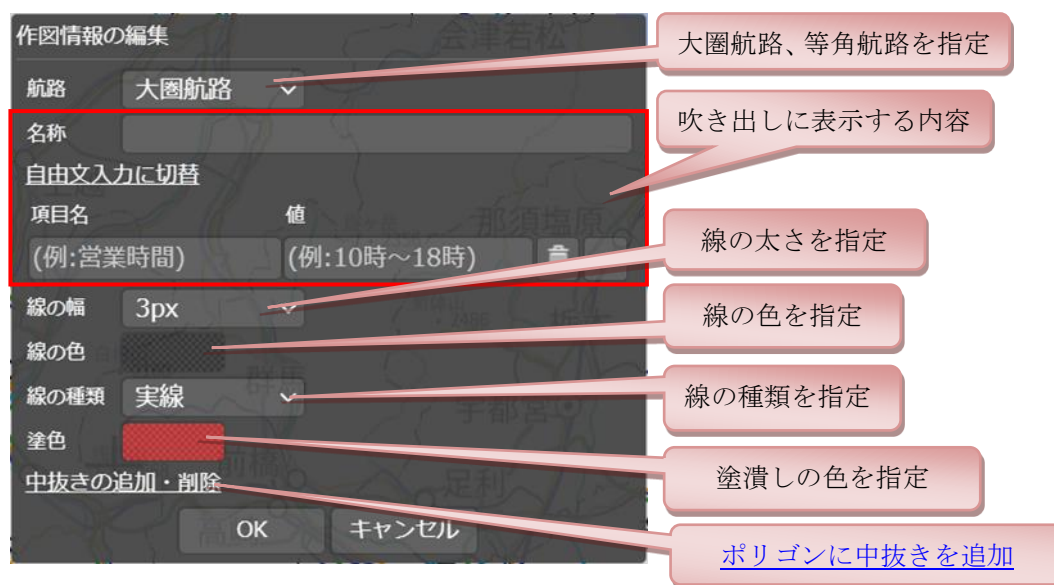 作図情報の編集
大圏航路、等角航路を指定
航路 大圏航路
吹き出しに表示する内容
名称
自由文入力に切替
項目名 値
(例:営業時間) (例:10時～18時)
線の太さを指定
線の幅 3px
線の色を指定
線の色
線の種類 実線
線の種類を指定
塗色
塗潰しの色を指定
中抜きの追加・削除
OK キャンセル
ポリゴンに中抜きを追加
会津若松
那須塩原
群馬
宇都宮
前橋
足利